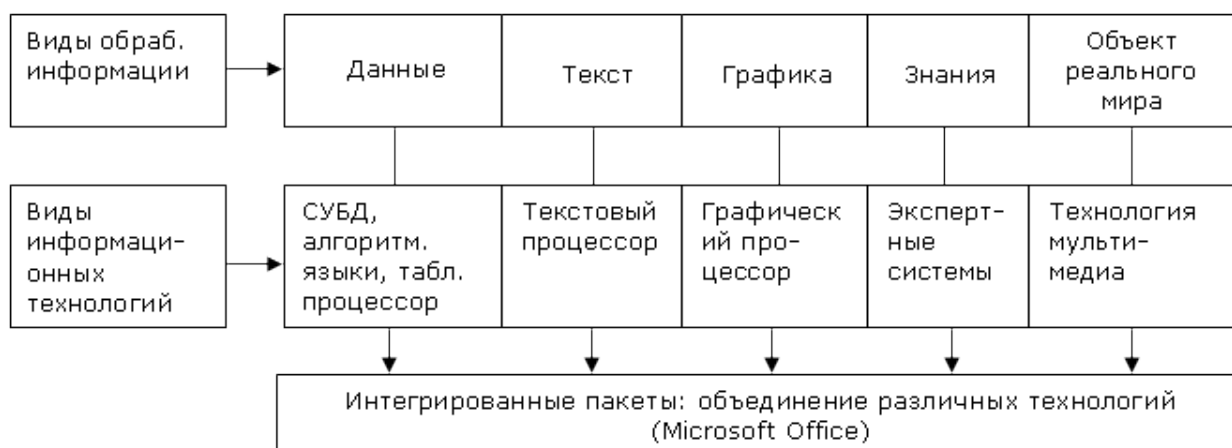 Виды обраб.
информации
Данные
Текст
Графика
Знания
Объект
реального
мира
Виды
информаци-
онных
технологий
СУБД,
алгоритм.
языки, табл.
процессор
Текстовый
процессор
Графическ
ий про-
цессор
Эксперт-
ные
системы
Технология
мульти-
медиа
Интегрированные пакеты: объединение различных технологий
(Microsoft Office)